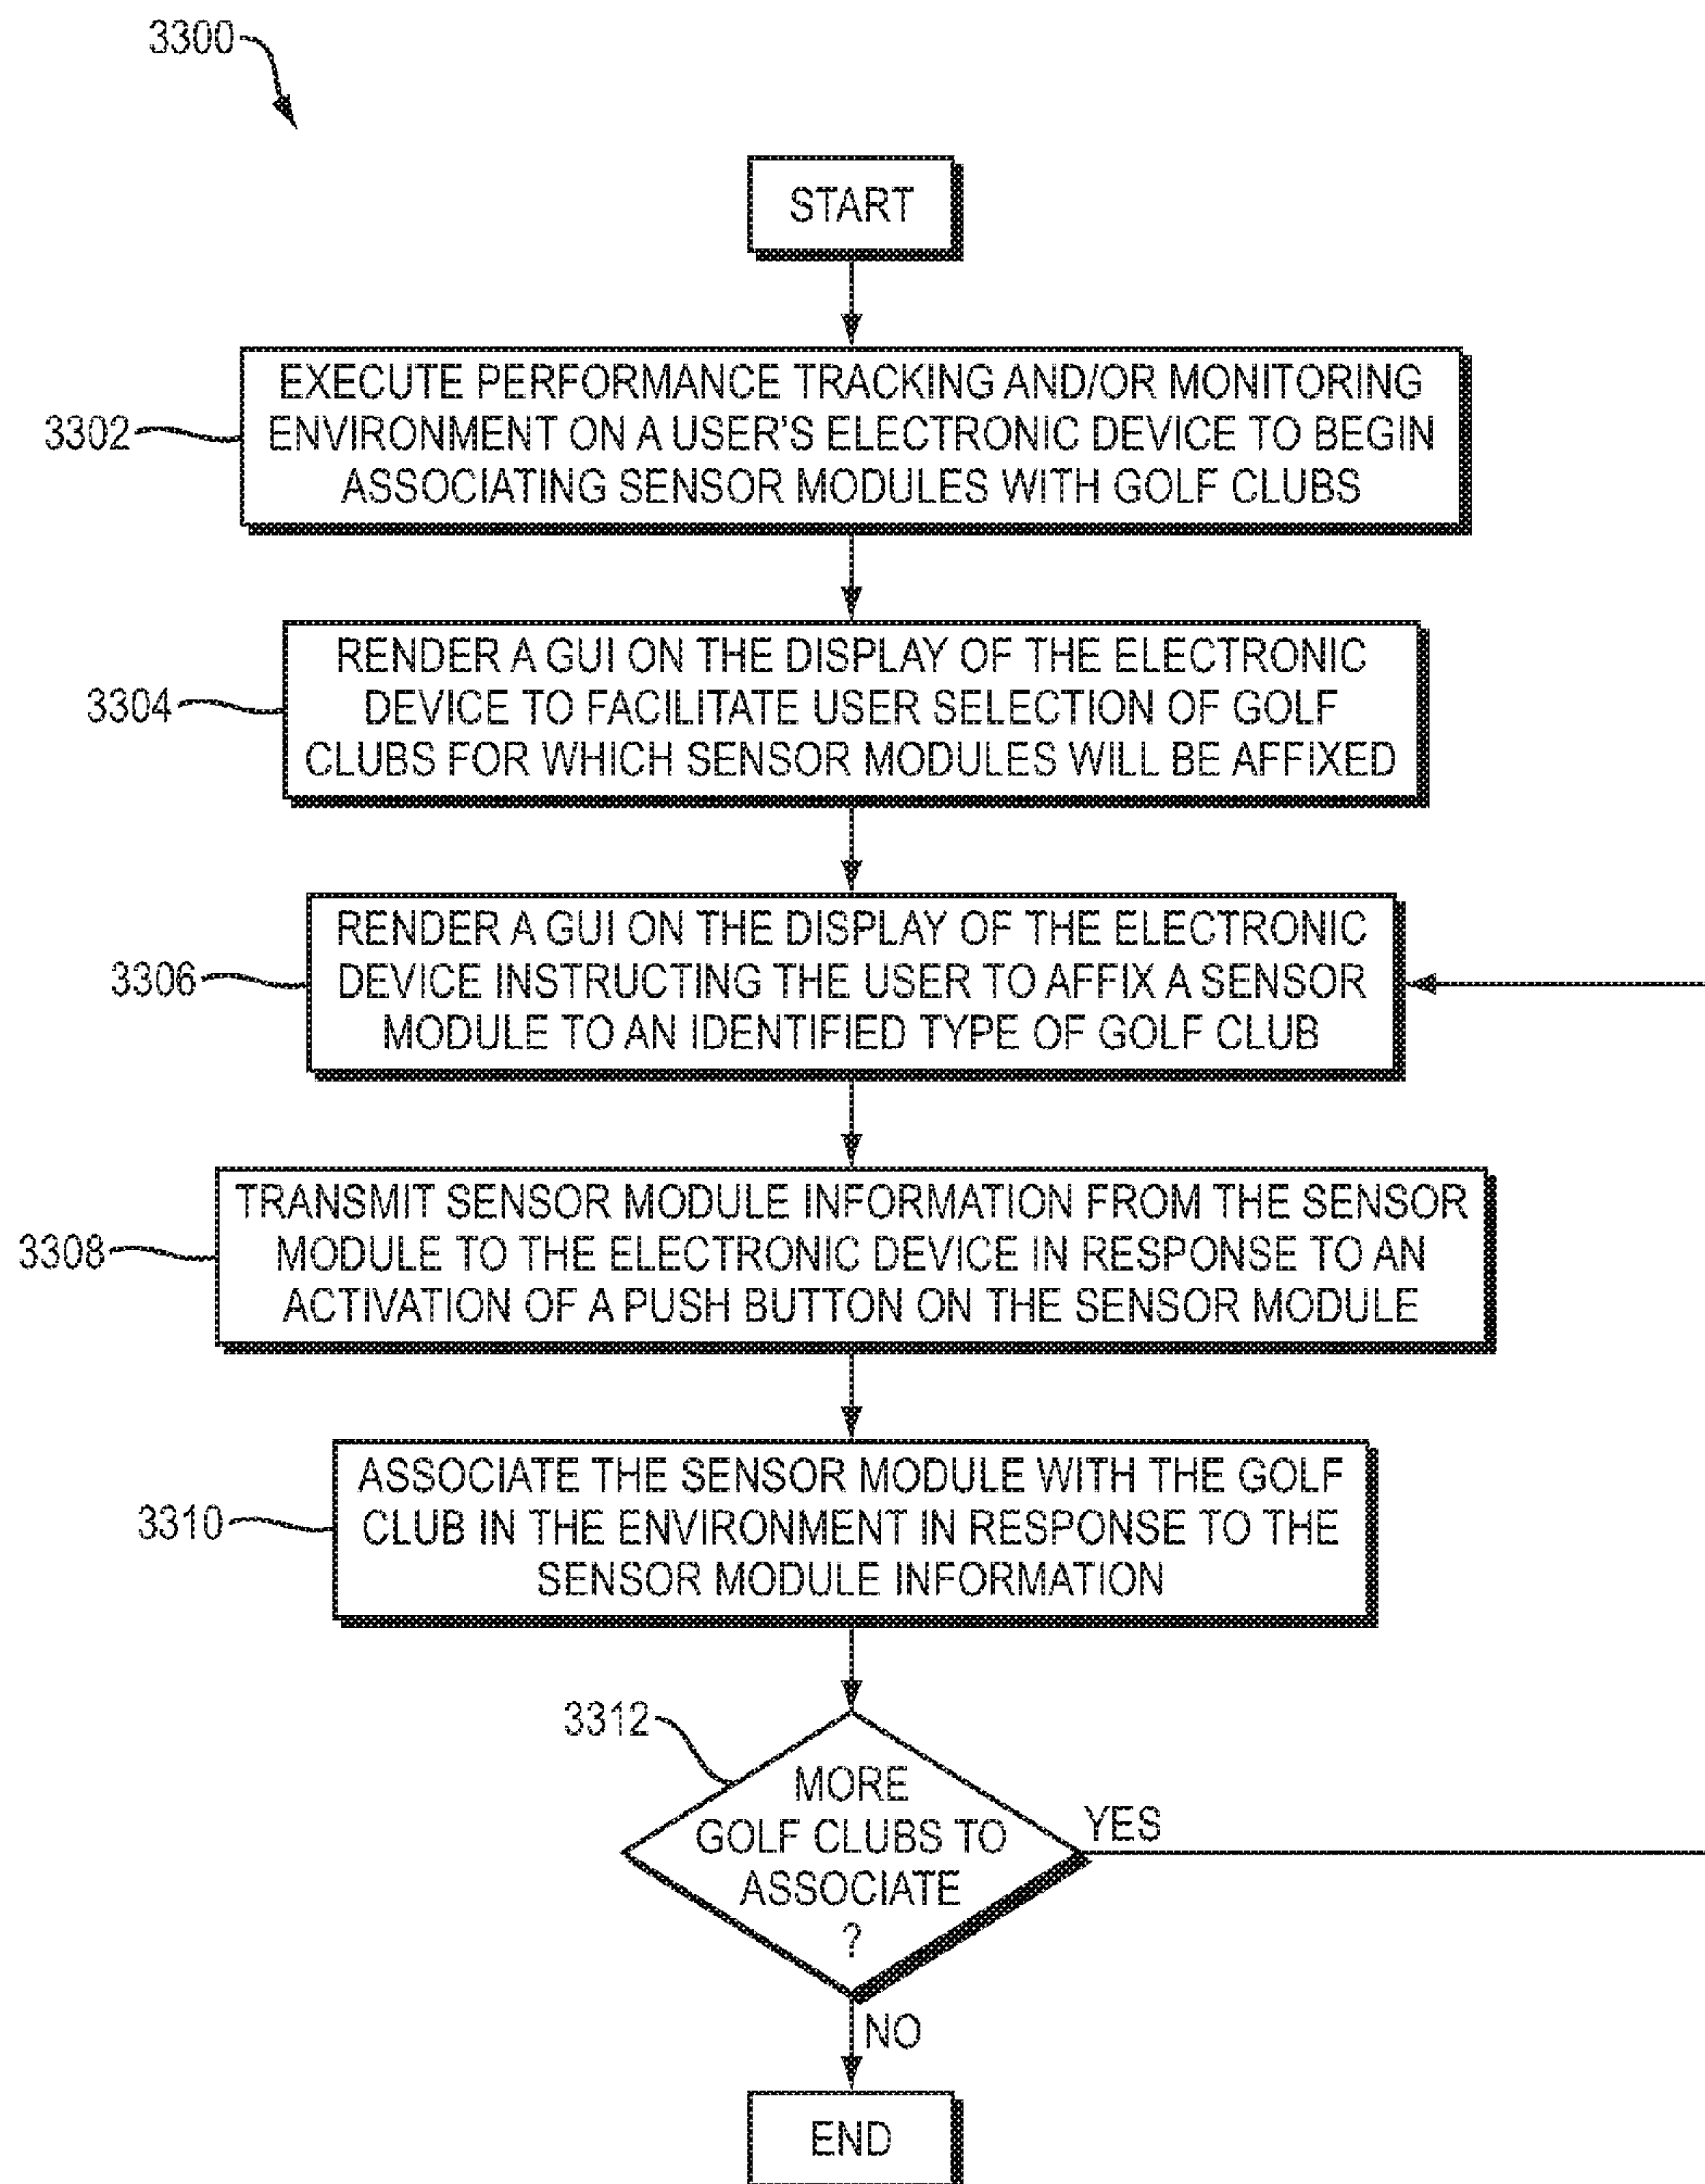 3300
START
3302
EXECUTE PERFORMANCE TRACKING AND/OR MONITORING
ENVIRONMENT ON A USER'S ELECTRONIC DEVICE TO BEGIN
ASSOCIATING SENSOR MODULES WITH GOLF CLUBS
3304
RENDER A GUI ON THE DISPLAY OF THE ELECTRONIC
DEVICE TO FACILITATE USER SELECTION OF GOLF
CLUBS FOR WHICH SENSOR MODULES WILL BE AFFIXED
3306
RENDER A GUI ON THE DISPLAY OF THE ELECTRONIC
DEVICE INSTRUCTING THE USER TO AFFIX A SENSOR
MODULE TO AN IDENTIFIED TYPE OF GOLF CLUB
3308
TRANSMIT SENSOR MODULE INFORMATION FROM THE SENSOR
MODULE TO THE ELECTRONIC DEVICE IN RESPONSE TO AN
ACTIVATION OF A PUSH BUTTON ON THE SENSOR MODULE
3310
ASSOCIATE THE SENSOR MODULE WITH THE GOLF
CLUB IN THE ENVIRONMENT IN RESPONSE TO THE
SENSOR MODULE INFORMATION
3312
MORE
GOLF CLUBS TO
ASSOCIATE
?
YES
NO
END